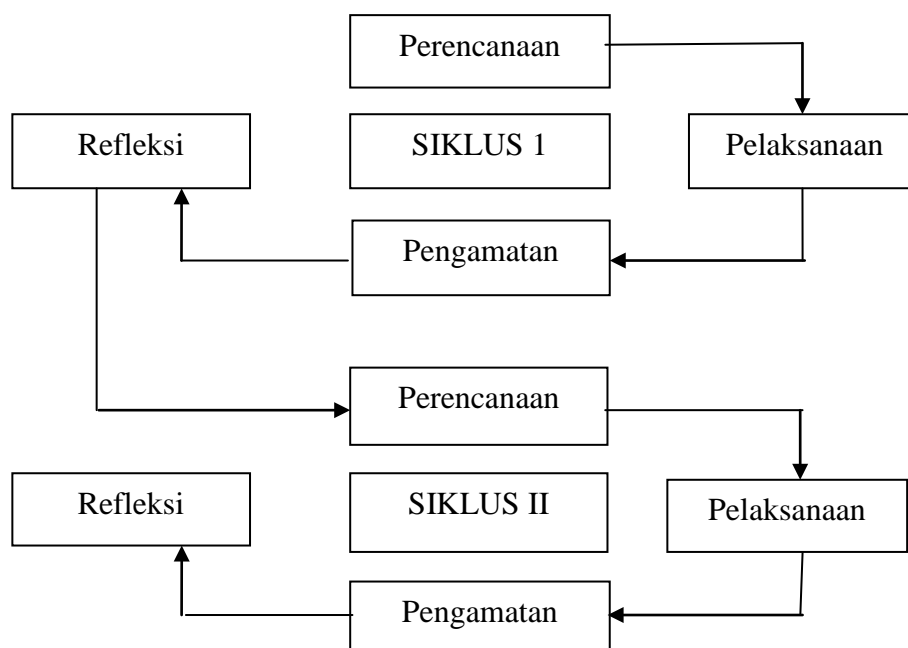 Perencanaan
Refleksi
SIKLUS 1
Pelaksanaan
Pengamatan
Perencanaan
Refleksi
SIKLUS II
Pelaksanaan
Pengamatan